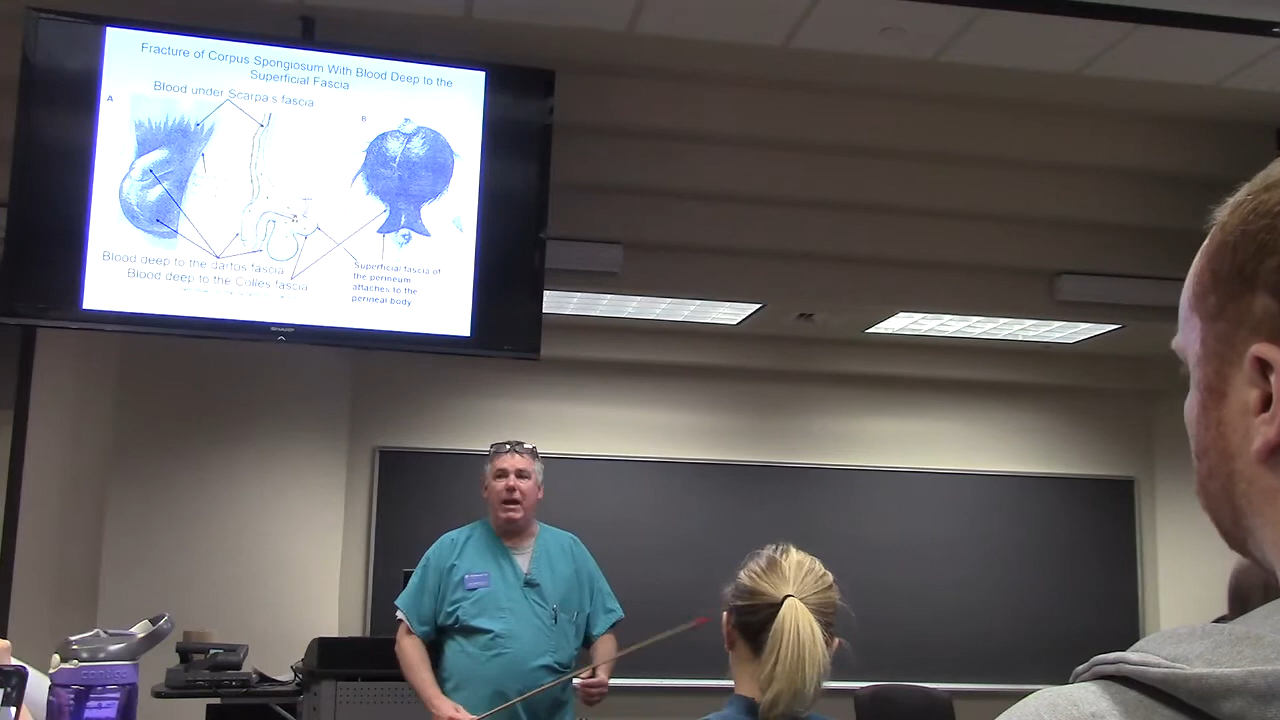 Fracture of Corpus Spongiosum With Blood Deep to the
Superficial Fascia
Blood under Scarpa's fascia
A
B
Blood deep to the dartos fascia
Blood deep to the Colles fascia
Superficial fascia of
the perineum
attaches to the
perineal body
SHARP
contigo